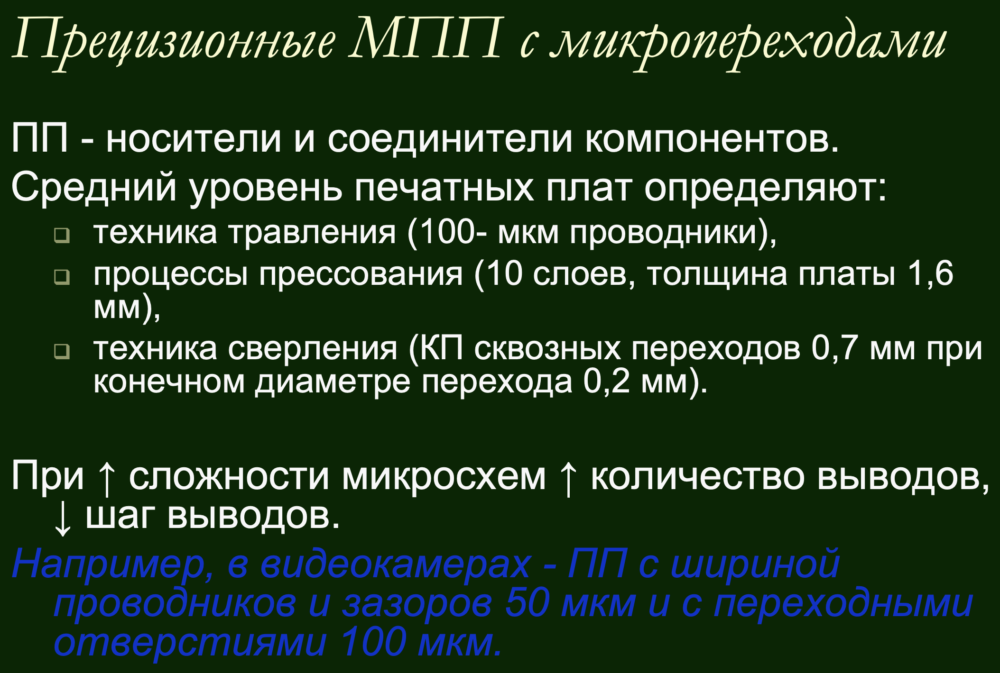 Прецизионные МПП с микропереходами
ПП - носители и соединители компонентов.
Средний уровень печатных плат определяют:
техника травления (100- мкм проводники),
процессы прессования (10 слоев, толщина платы 1,6
мм),
техника сверления (КП сквозных переходов 0,7 мм при
конечном диаметре перехода 0,2 мм).
При ↑ сложности микросхем ↑ количество выводов,
↓ шаг выводов.
Например, в видеокамерах - ПП с шириной
проводников и зазоров 50 мкм и с переходными
отверстиями 100 мкм.